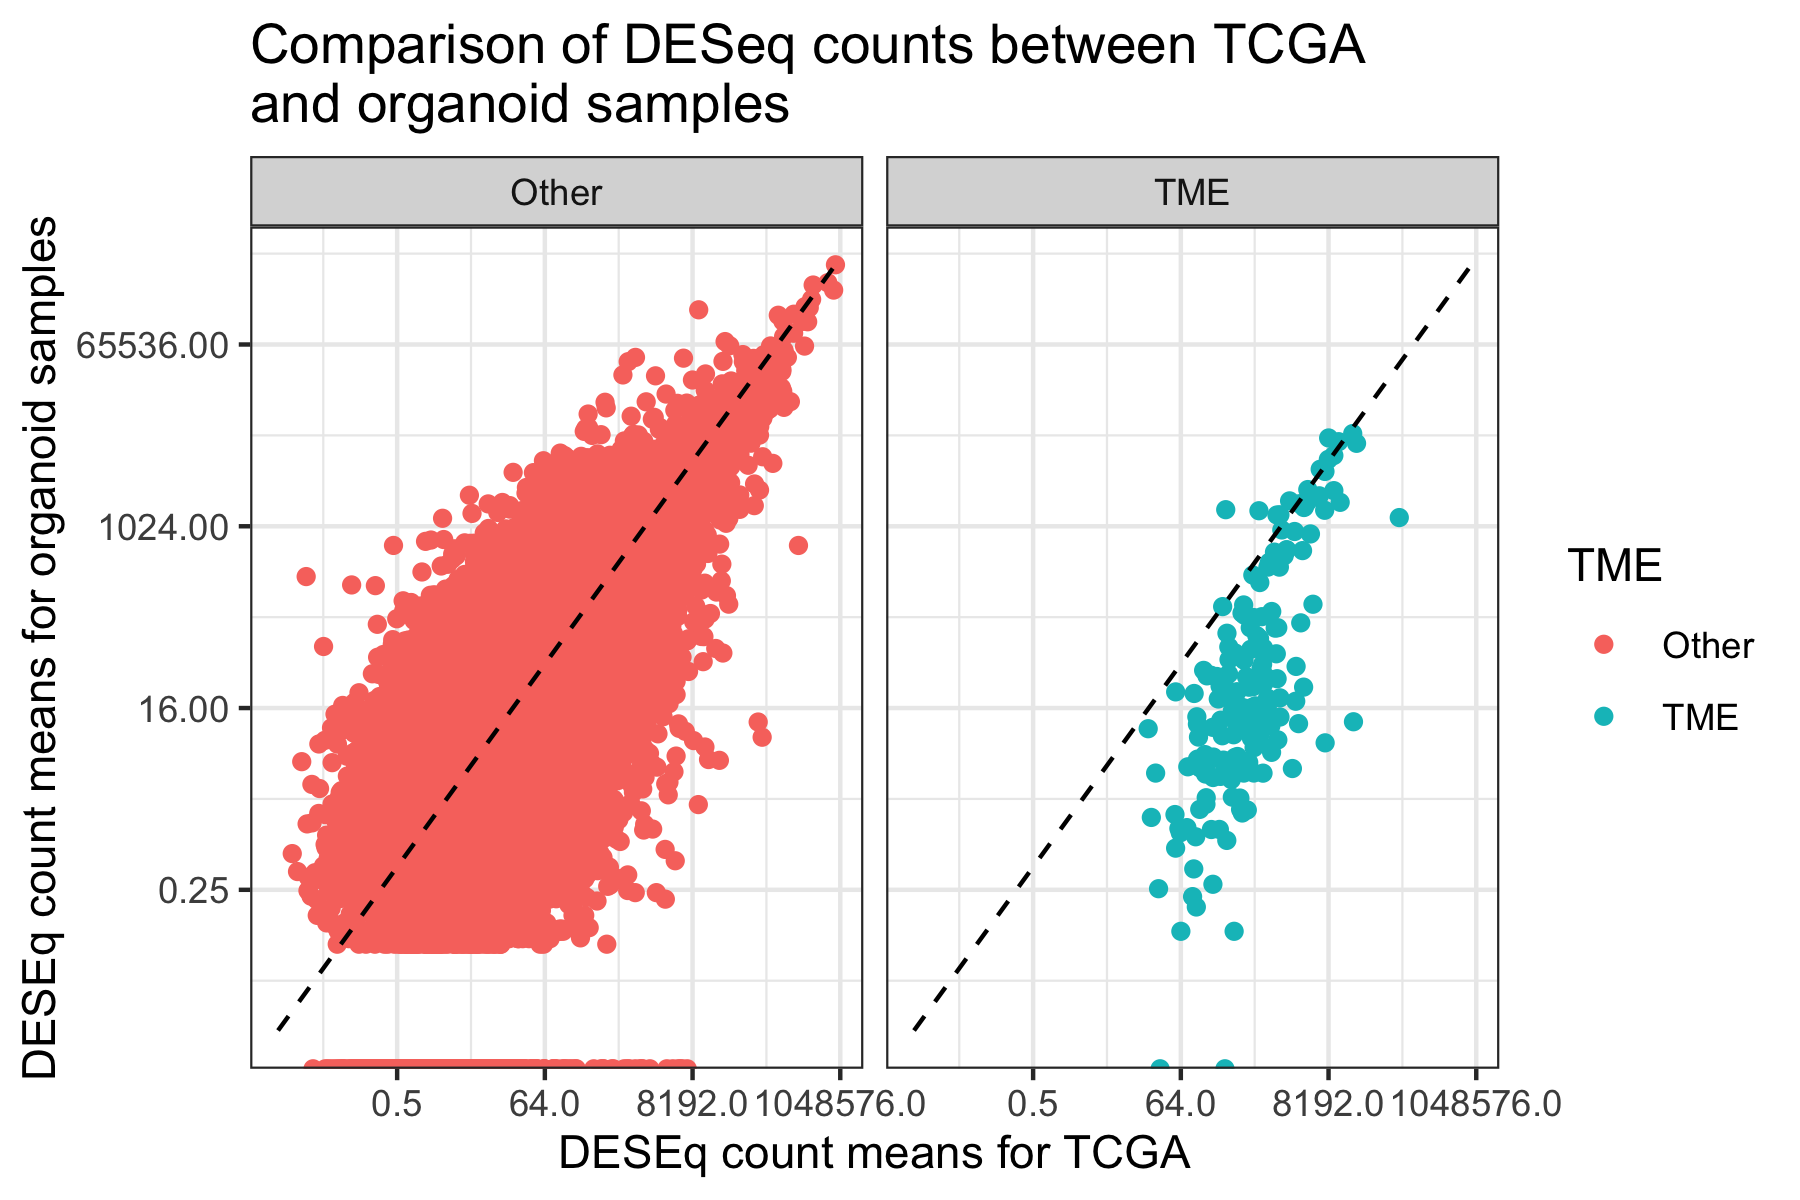 Comparison of DESeq counts between TCGA
and organoid samples
Other
TME
DESEq count means for organoid samples
65536.00
1024.00
16.00
0.25
0.5
64.0
8192.0
1048576.0
0.5
64.0
8192.0
1048576.0
DESEq count means for TCGA
TME
Other
TME